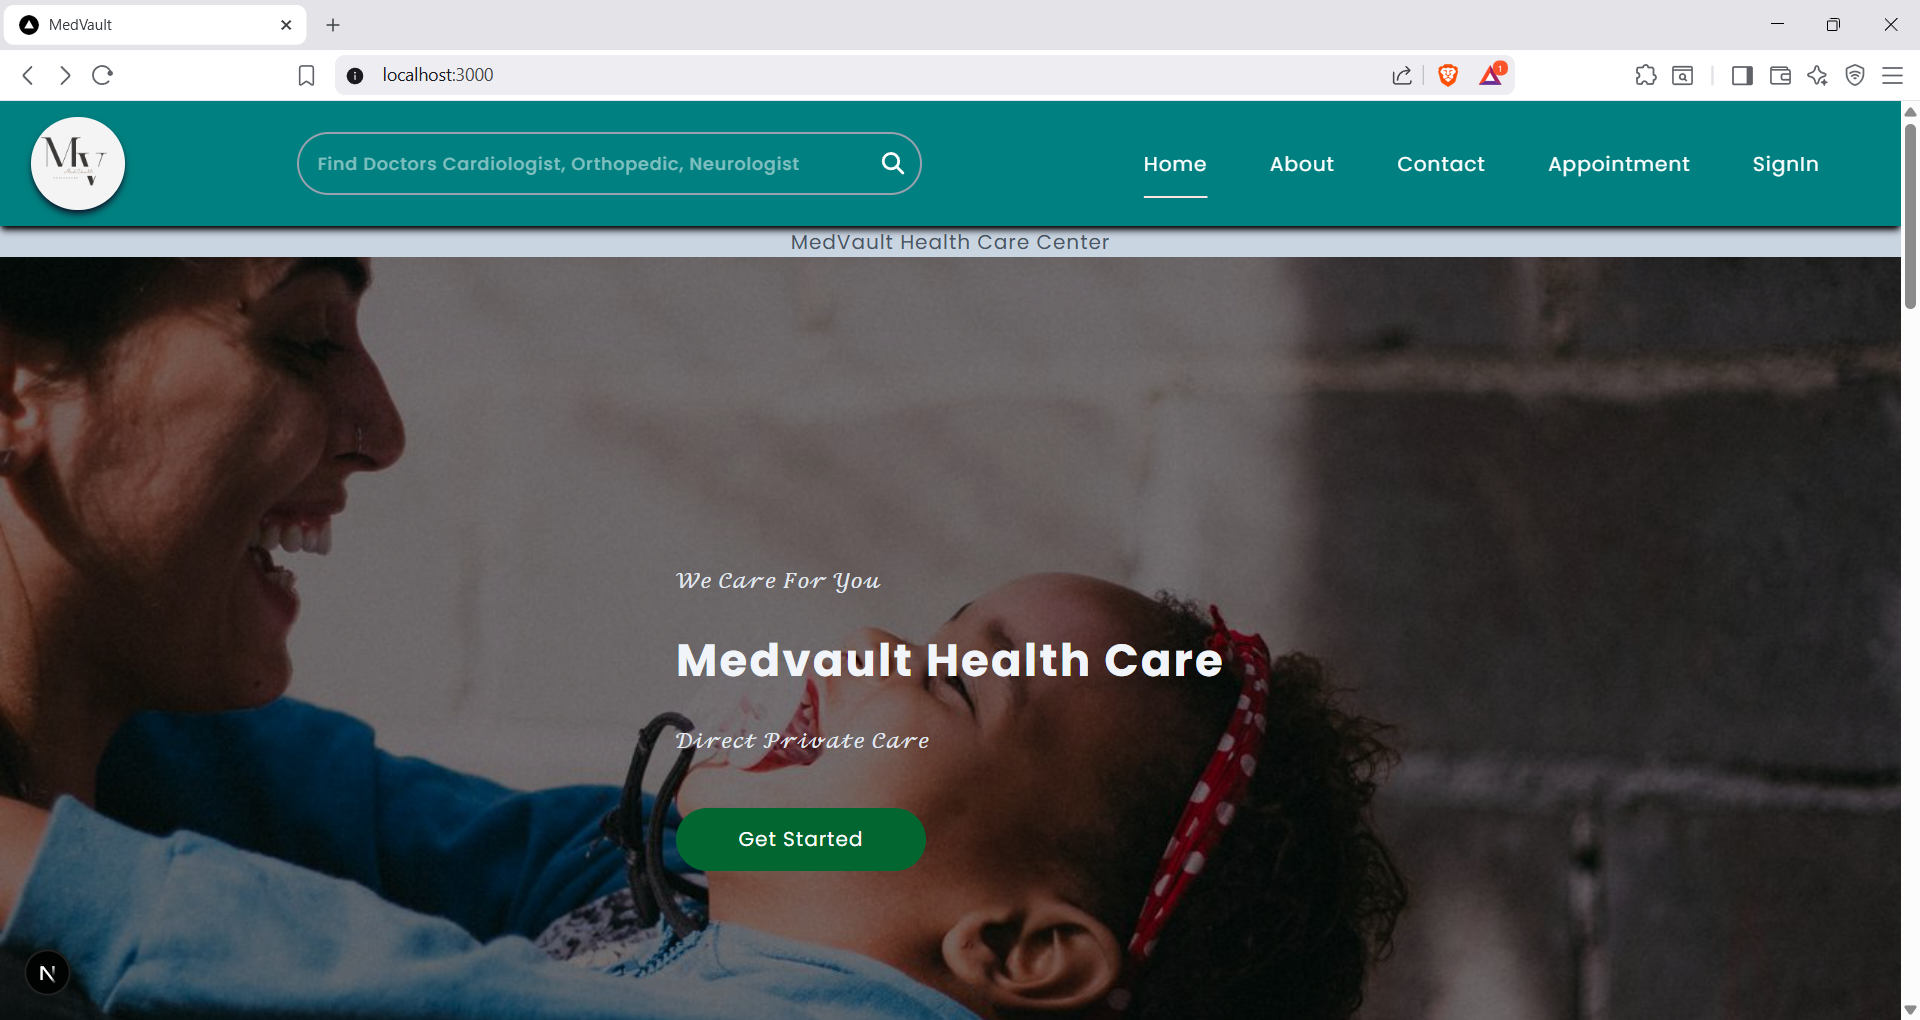 MedVault
localhost:3000
1
MV
Find Doctors Cardiologist, Orthopedic, Neurologist
Home
About
Contact
Appointment
SignIn
MedVault Health Care Center
We Care For You
Medvault Health Care
Direct Private Care
Get Started
N